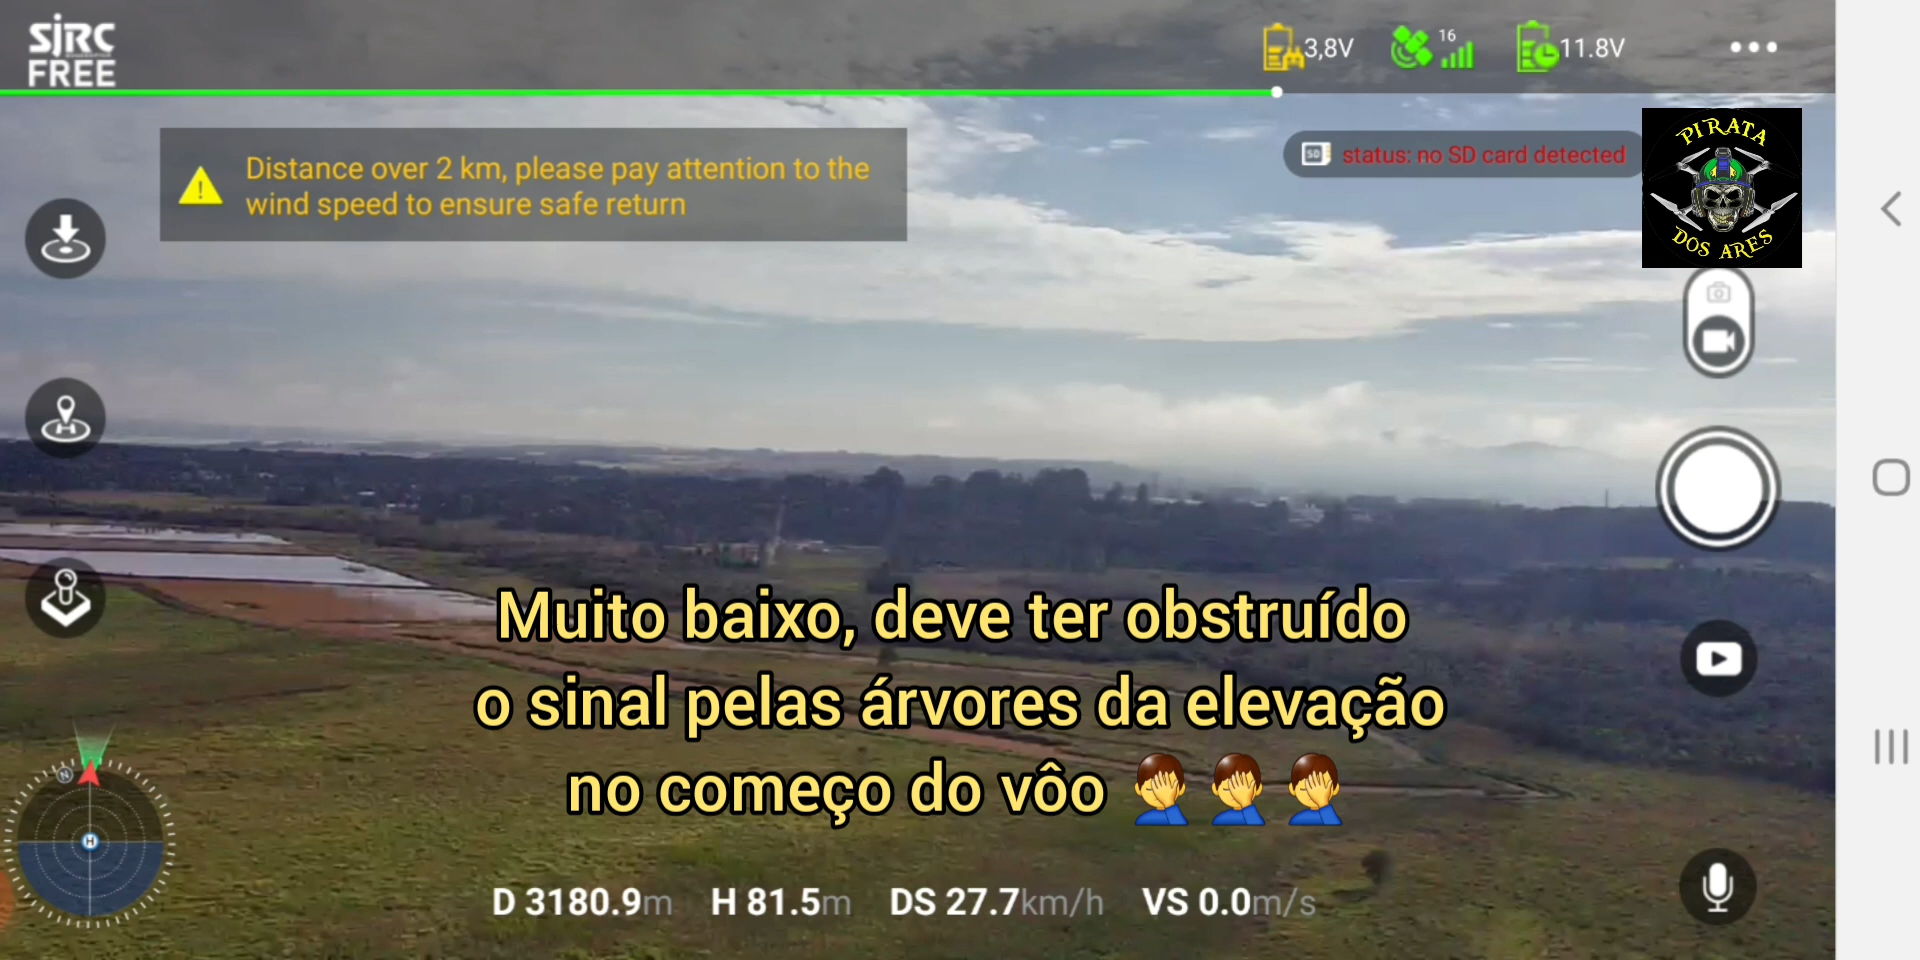 SJRC
FREE
3,8V
16
11.8V
Distance over 2 km, please pay attention to the
wind speed to ensure safe return
SD
status: no SD card detected
PIRATA
DOS ARES
Muito baixo, deve ter obstruído
o sinal pelas árvores da elevação
no começo do vôo 🤦‍♂️🤦‍♂️🤦‍♂️
N
H
D 3180.9m H 81.5m DS 27.7km/h VS 0.0m/s